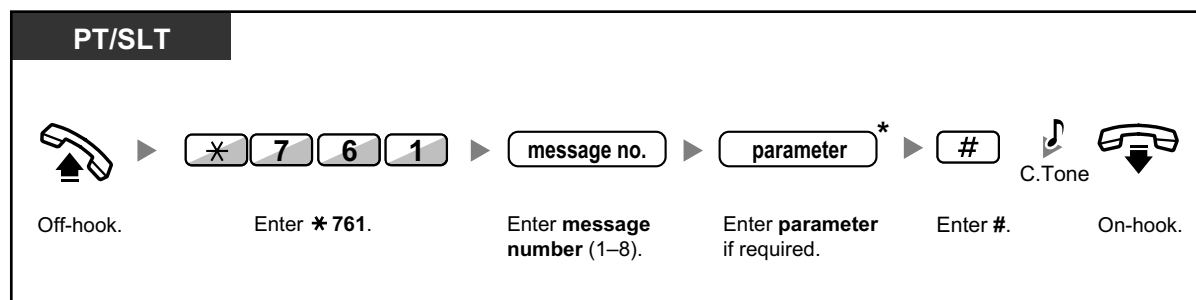 PT/SLT
* 7 6 1
message no.
parameter *
#
C.Tone
Off-hook.
Enter * 761.
Enter message
number (1–8).
Enter parameter
if required.
Enter #.
On-hook.